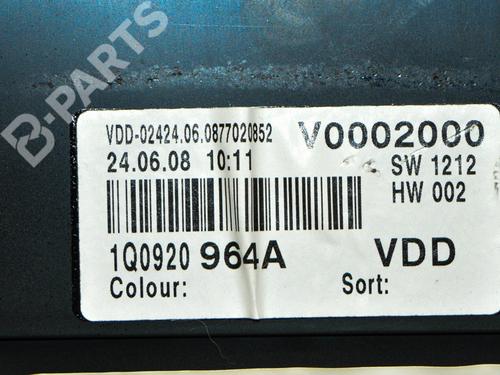 B-PARTS
VDD-02424.06.0877020852 V0002000
24.06.08 10:11 SW 1212
HW 002
1Q0920 964A VDD
Colour: Sort: